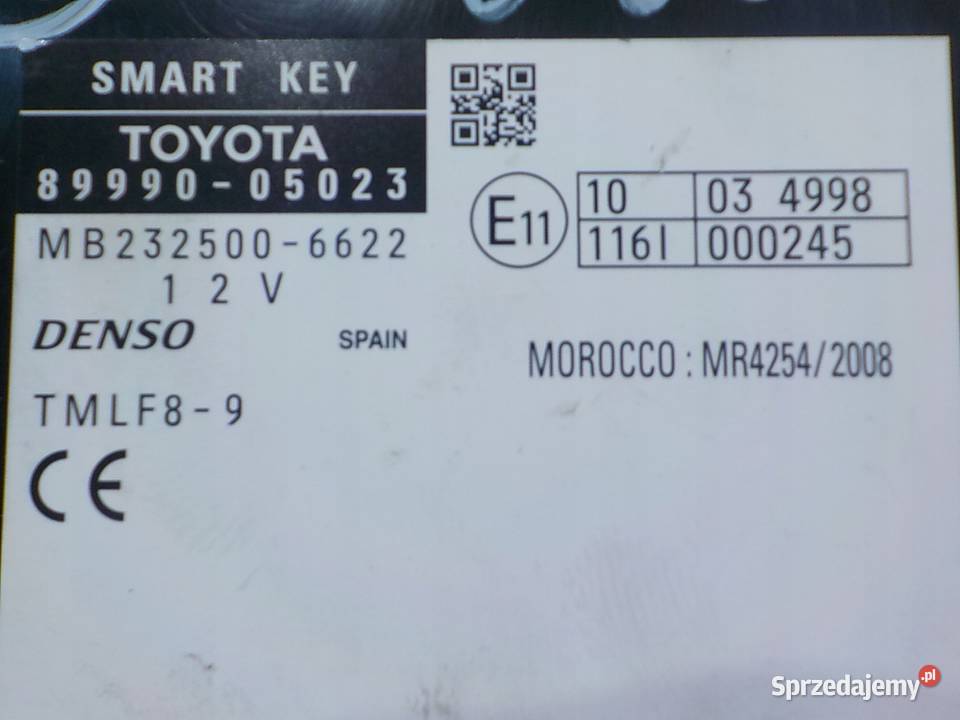 SMART KEY
TOYOTA
89990-05023
MB232500-6622
12V
DENSO SPAIN
TMLF8-9
CE
E11
10 03 4998
116I 000245
MOROCCO : MR4254/2008
Sprzedajemy.pl